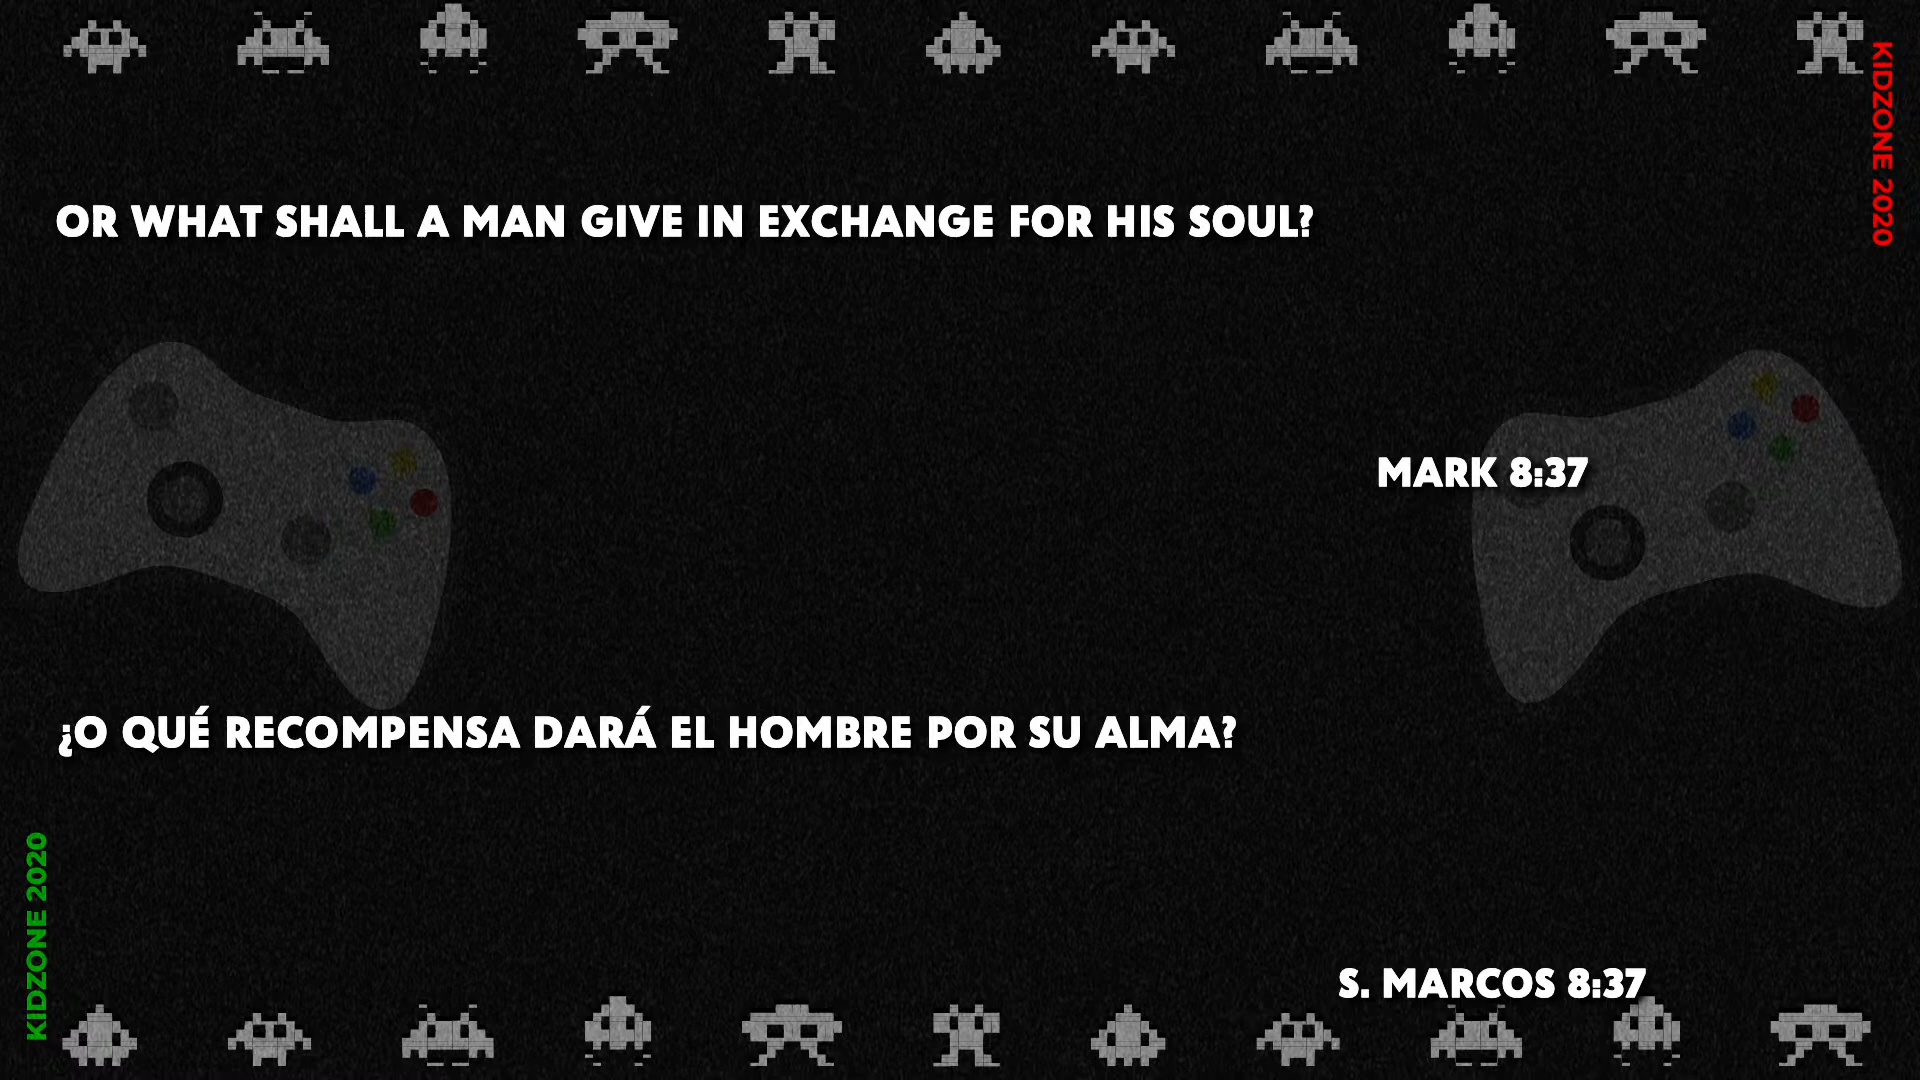 KIDZONE 2020
OR WHAT SHALL A MAN GIVE IN EXCHANGE FOR HIS SOUL?
MARK 8:37
¿O QUÉ RECOMPENSA DARÁ EL HOMBRE POR SU ALMA?
KIDZONE 2020
S. MARCOS 8:37